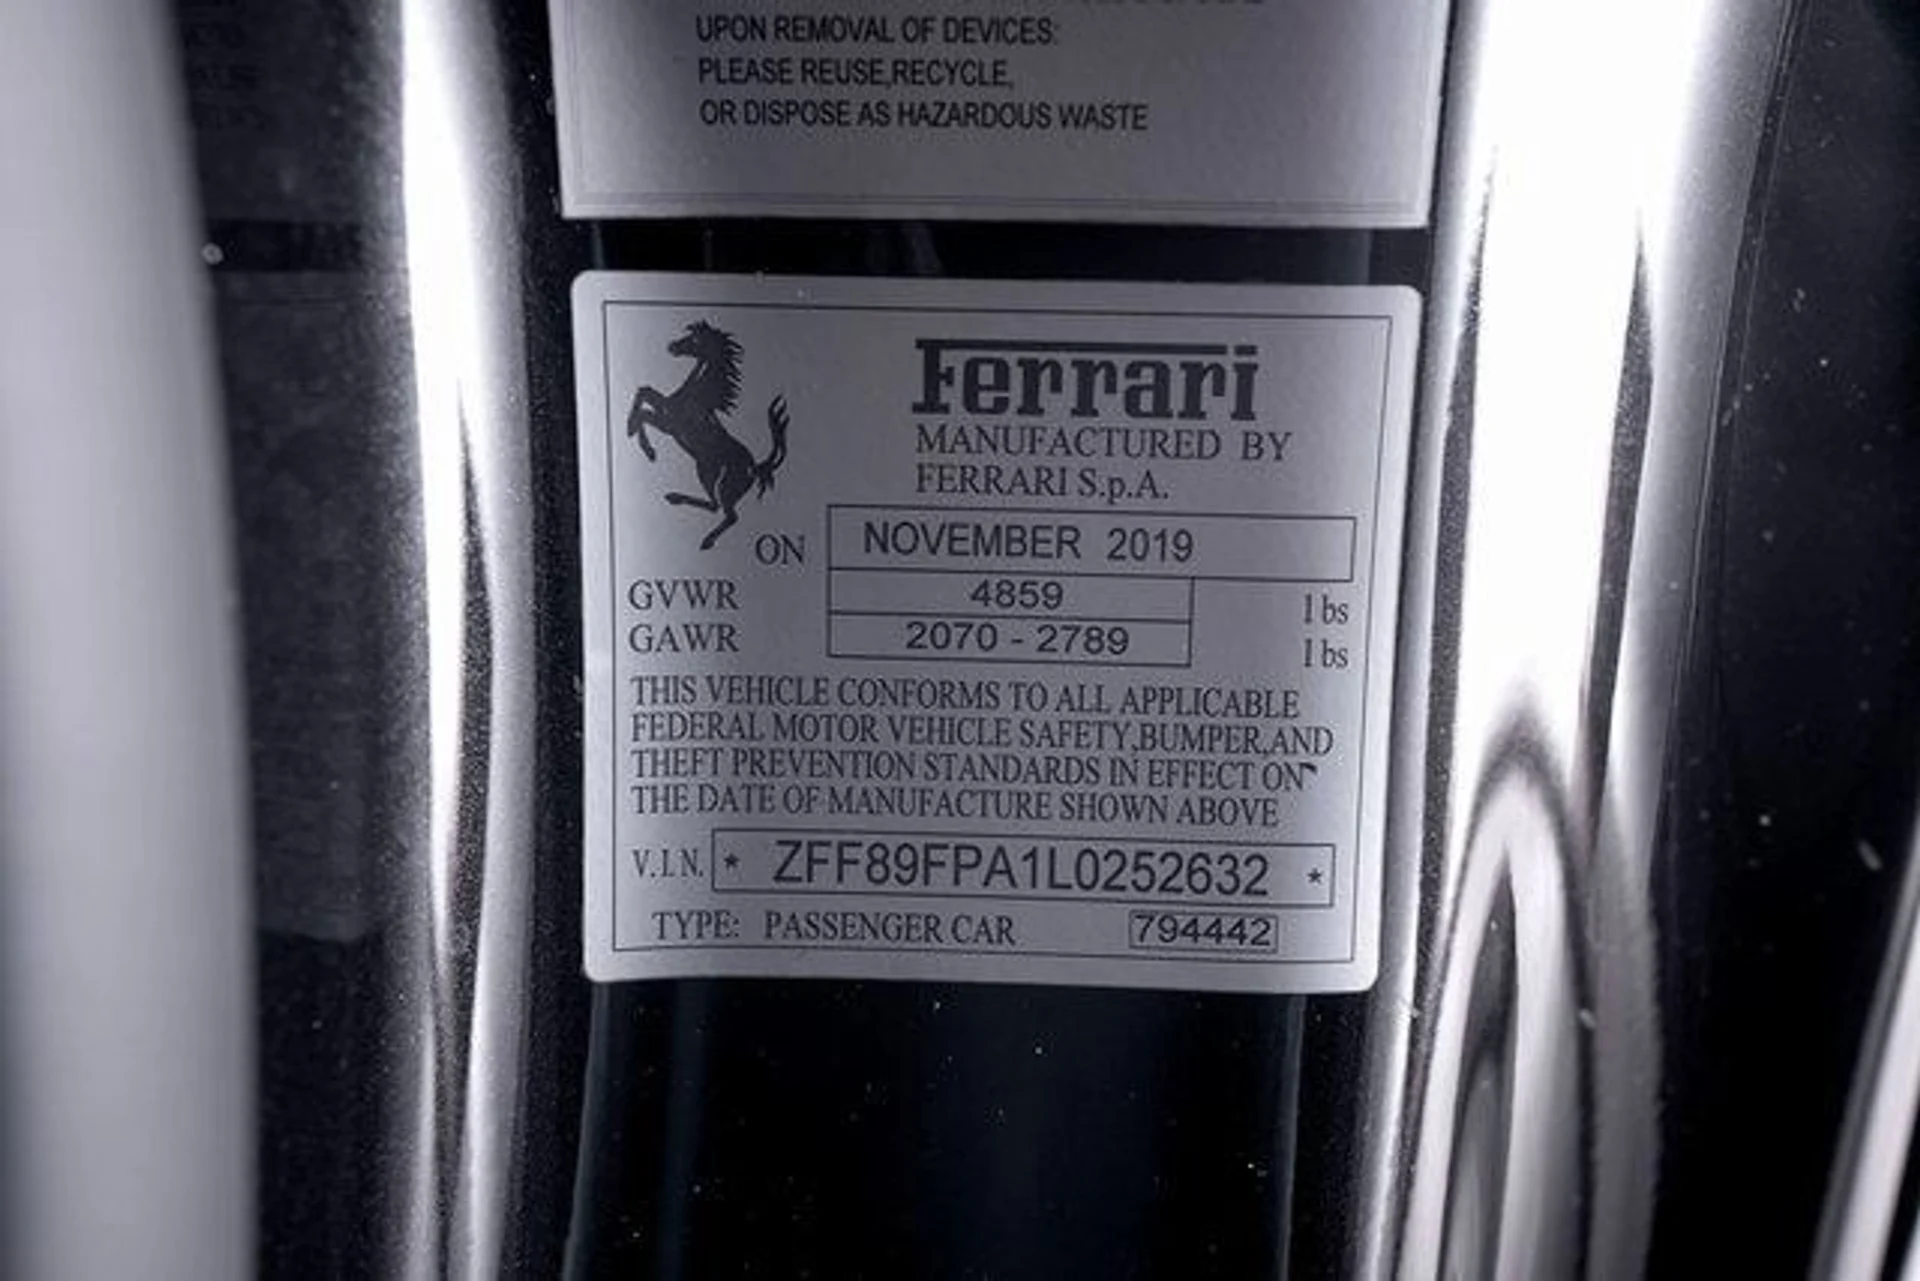 UPON REMOVAL OF DEVICES:
PLEASE REUSE,RECYCLE,
OR DISPOSE AS HAZARDOUS WASTE
Ferrari
MANUFACTURED BY
FERRARI S.p.A.
ON NOVEMBER 2019
GVWR 4859 lbs
GAWR 2070 - 2789 lbs
THIS VEHICLE CONFORMS TO ALL APPLICABLE
FEDERAL MOTOR VEHICLE SAFETY,BUMPER,AND
THEFT PREVENTION STANDARDS IN EFFECT ON
THE DATE OF MANUFACTURE SHOWN ABOVE
V.I.N. * ZFF89FPA1L0252632 *
TYPE: PASSENGER CAR 794442